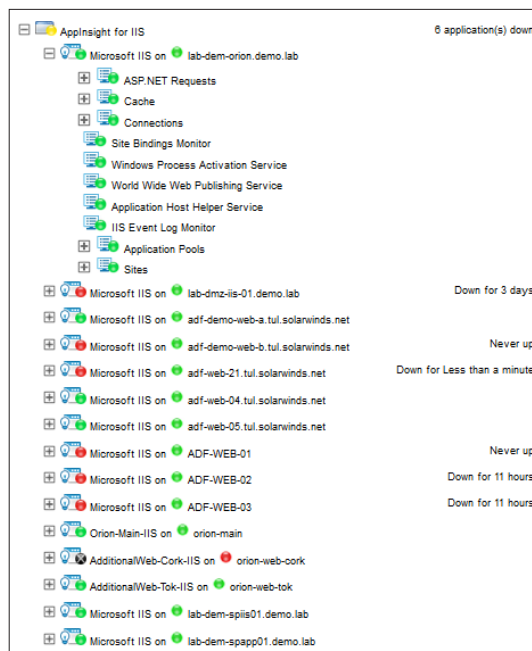 AppInsight for IIS 6 application(s) down
Microsoft IIS on lab-dem-orion.demo.lab
ASP.NET Requests
Cache
Connections
Site Bindings Monitor
Windows Process Activation Service
World Wide Web Publishing Service
Application Host Helper Service
IIS Event Log Monitor
Application Pools
Sites
Microsoft IIS on lab-dmz-iis-01.demo.lab Down for 3 days
Microsoft IIS on adf-demo-web-a.tul.solarwinds.net
Microsoft IIS on adf-demo-web-b.tul.solarwinds.net Never up
Microsoft IIS on adf-web-21.tul.solarwinds.net Down for Less than a minute
Microsoft IIS on adf-web-04.tul.solarwinds.net
Microsoft IIS on adf-web-05.tul.solarwinds.net
Microsoft IIS on ADF-WEB-01 Never up
Microsoft IIS on ADF-WEB-02 Down for 11 hours
Microsoft IIS on ADF-WEB-03 Down for 11 hours
Orion-Main-IIS on orion-main
AdditionalWeb-Cork-IIS on orion-web-cork
AdditionalWeb-Tok-IIS on orion-web-tok
Microsoft IIS on lab-dem-spiis01.demo.lab
Microsoft IIS on lab-dem-spapp01.demo.lab